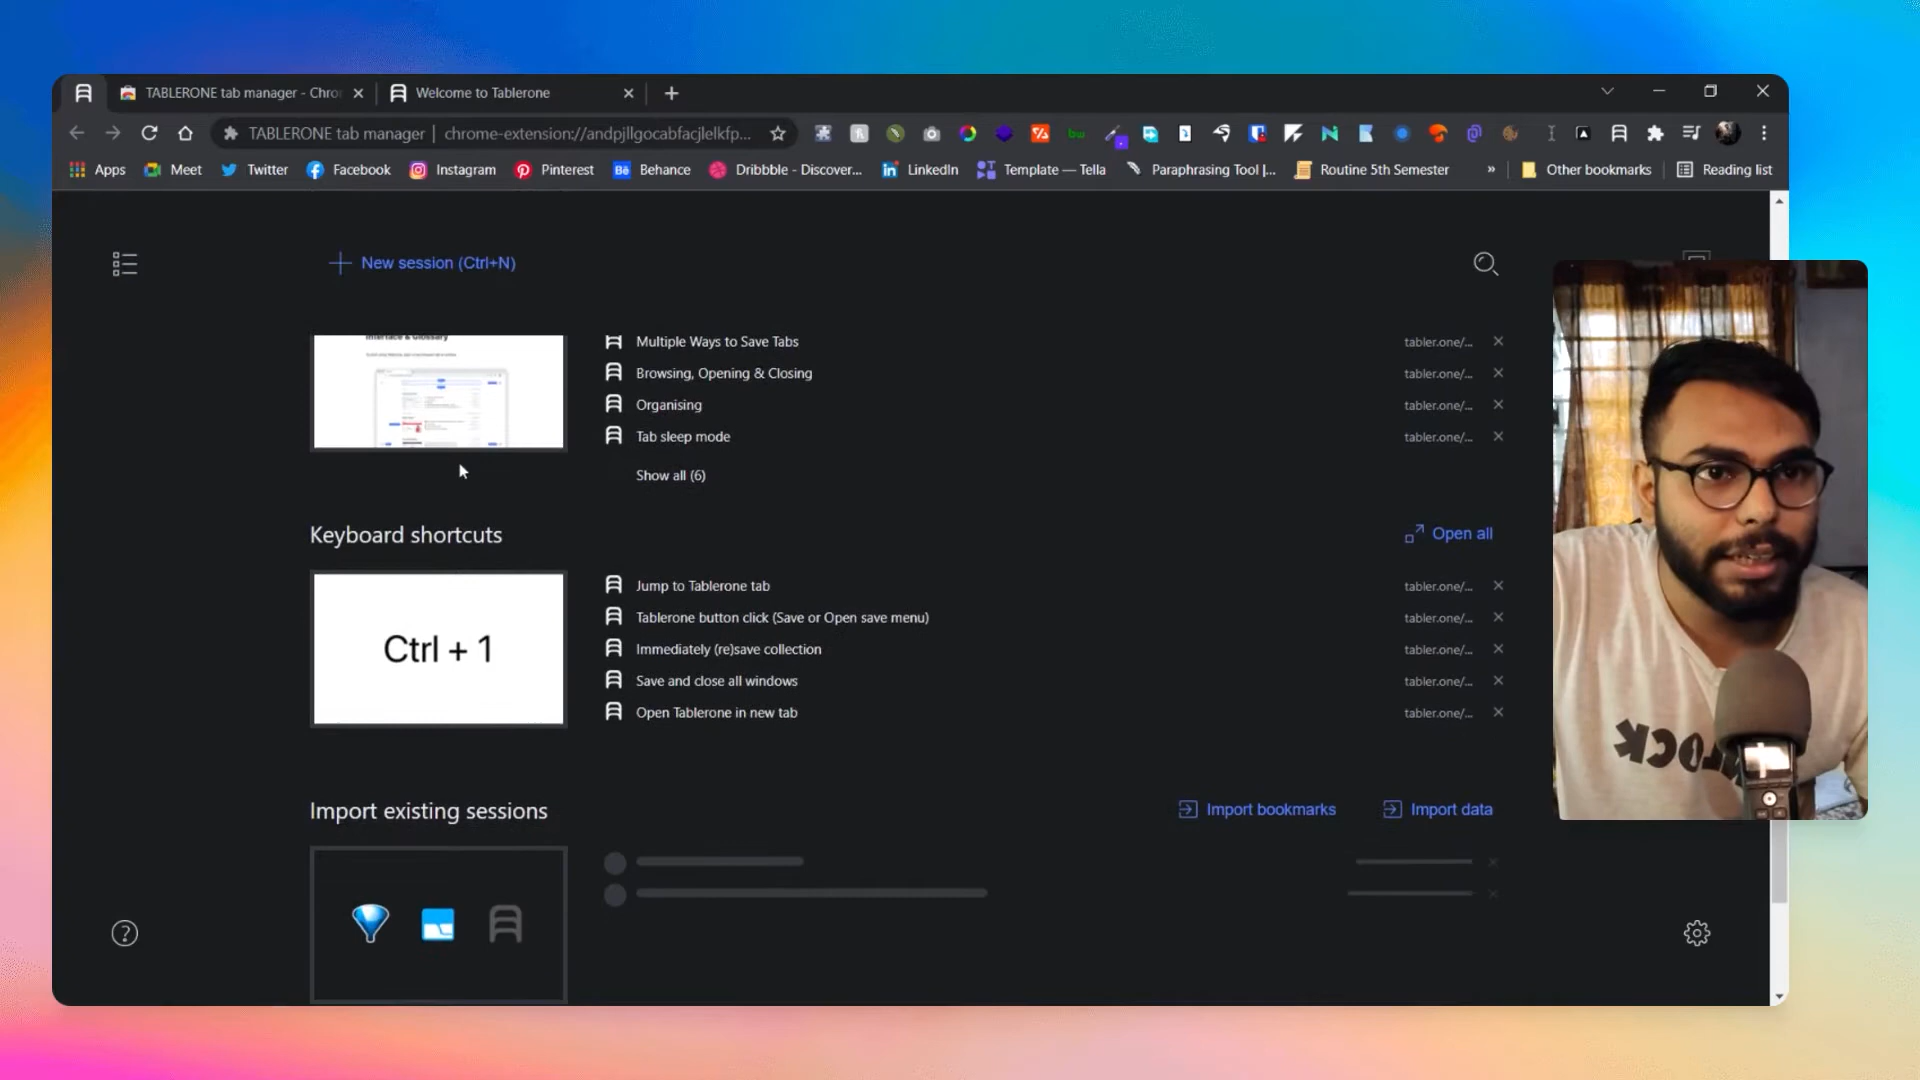 TABLERONE tab manager - Chror
Welcome to Tablerone
TABLERONE tab manager | chrome-extension://andpjllgocabfacjlelkfp...
Apps
Meet
Twitter
Facebook
Instagram
Pinterest
Bē Behance
Dribbble - Discover...
in LinkedIn
Template — Tella
Paraphrasing Tool |...
Routine 5th Semester
»
Other bookmarks
Reading list
New session (Ctrl+N)
Interface & Glossary
Multiple Ways to Save Tabs tabler.one/...
Browsing, Opening & Closing tabler.one/...
Organising tabler.one/...
Tab sleep mode tabler.one/...
Show all (6)
Keyboard shortcuts
Open all
Ctrl + 1
Jump to Tablerone tab tabler.one/...
Tablerone button click (Save or Open save menu) tabler.one/...
Immediately (re)save collection tabler.one/...
Save and close all windows tabler.one/...
Open Tablerone in new tab tabler.one/...
Import existing sessions
Import bookmarks
Import data